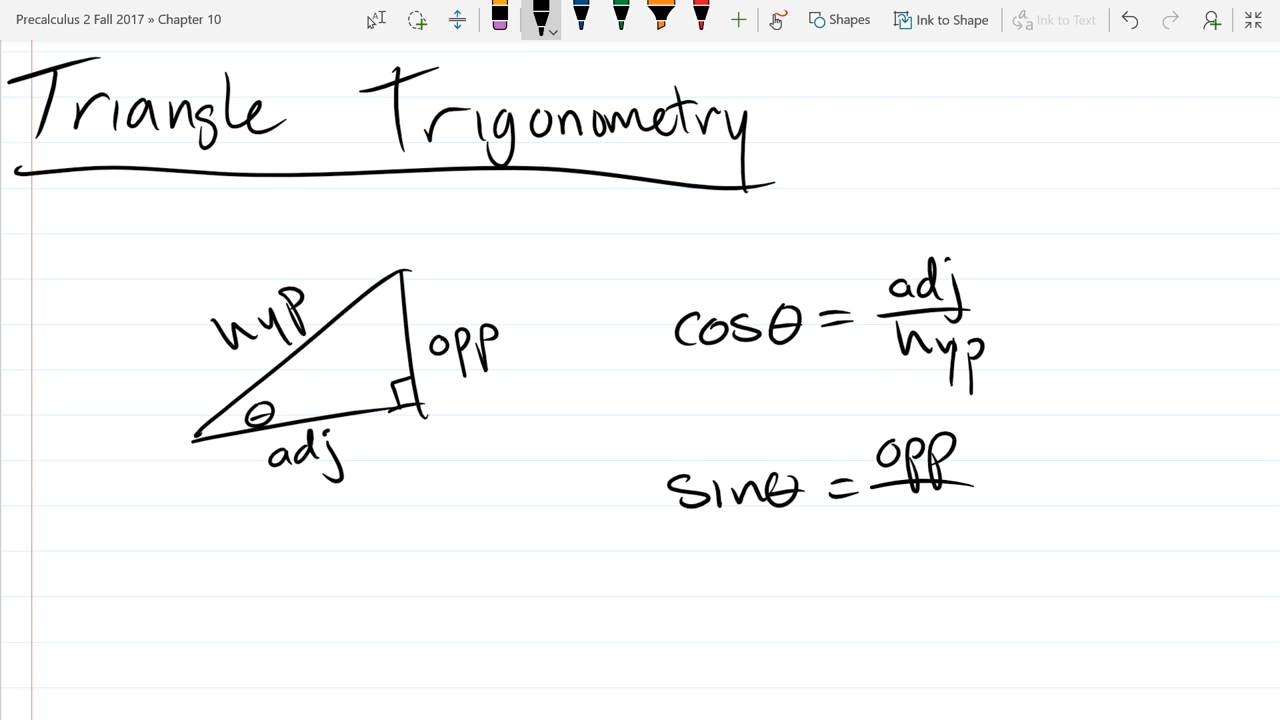 Precalculus 2 Fall 2017 » Chapter 10
Shapes
Ink to Shape
Ink to Text
Triangle Trigonometry
hyp
opp
θ
adj
cosθ = adj/hyp
sinθ = opp/